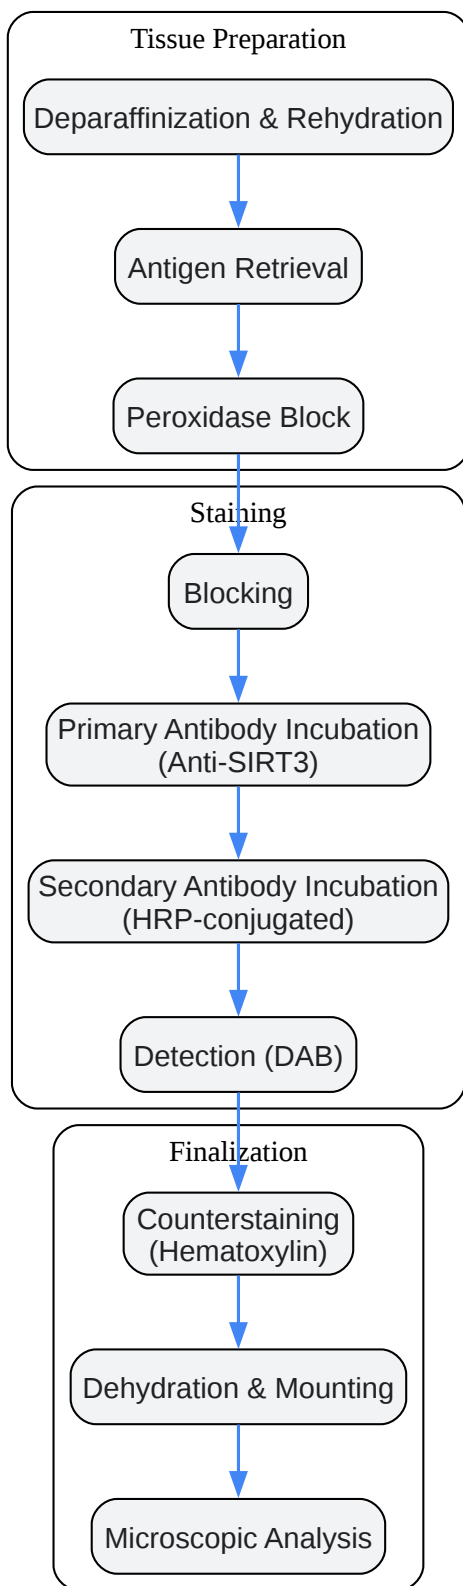 Tissue Preparation
Deparaffinization & Rehydration
Antigen Retrieval
Peroxidase Block
Staining
Blocking
Primary Antibody Incubation
(Anti-SIRT3)
Secondary Antibody Incubation
(HRP-conjugated)
Detection (DAB)
Finalization
Counterstaining
(Hematoxylin)
Dehydration & Mounting
Microscopic Analysis